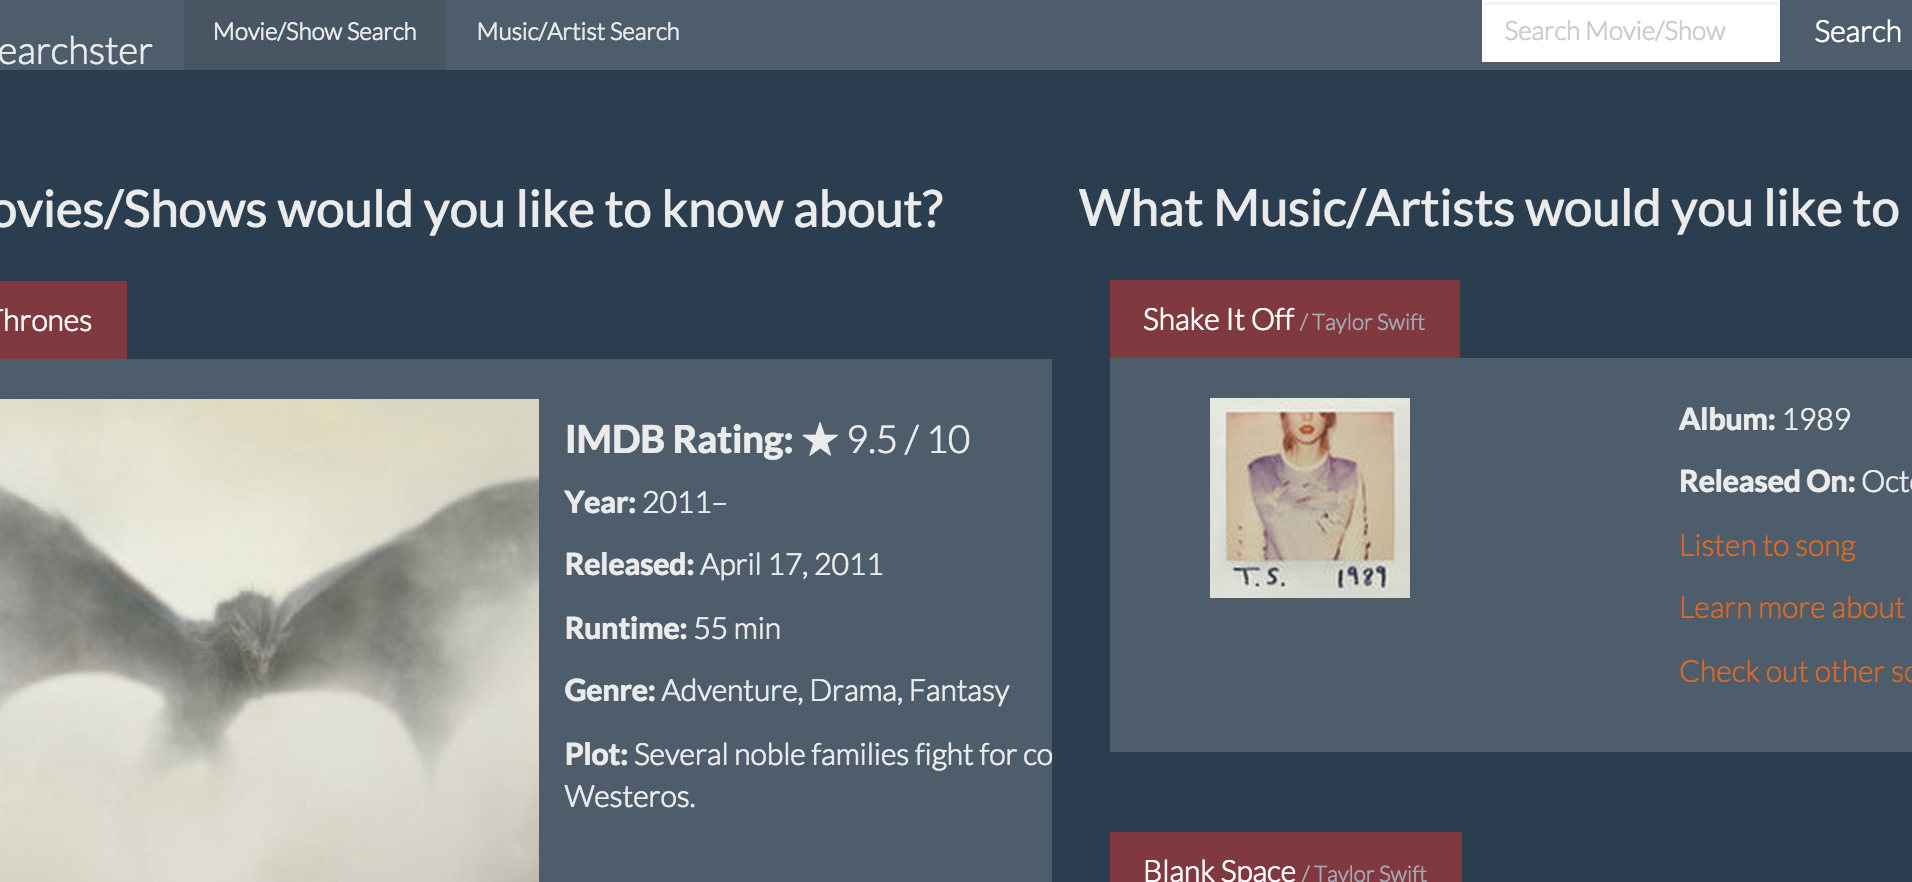 earchster
Movie/Show Search
Music/Artist Search
Search Movie/Show
Search
ovies/Shows would you like to know about?
Thrones
IMDB Rating: ★ 9.5 / 10
Year: 2011–
Released: April 17, 2011
Runtime: 55 min
Genre: Adventure, Drama, Fantasy
Plot: Several noble families fight for co
Westeros.
What Music/Artists would you like to
Shake It Off / Taylor Swift
T.S. 1989
Album: 1989
Released On: Octo
Listen to song
Learn more about
Check out other so
Blank Space / Taylor Swift